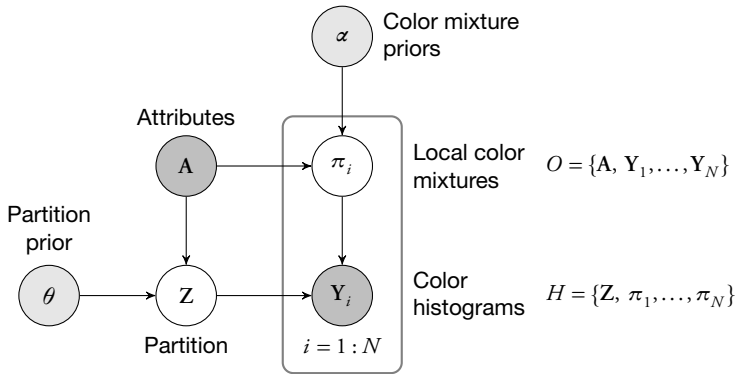 α
Color mixture
priors
Attributes
A
π_i
Local color
mixtures
O = {A, Y_1,...,Y_N}
Partition
prior
θ
Z
Y_i
Color
histograms
H = {Z, π_1,...,π_N}
Partition
i = 1 : N